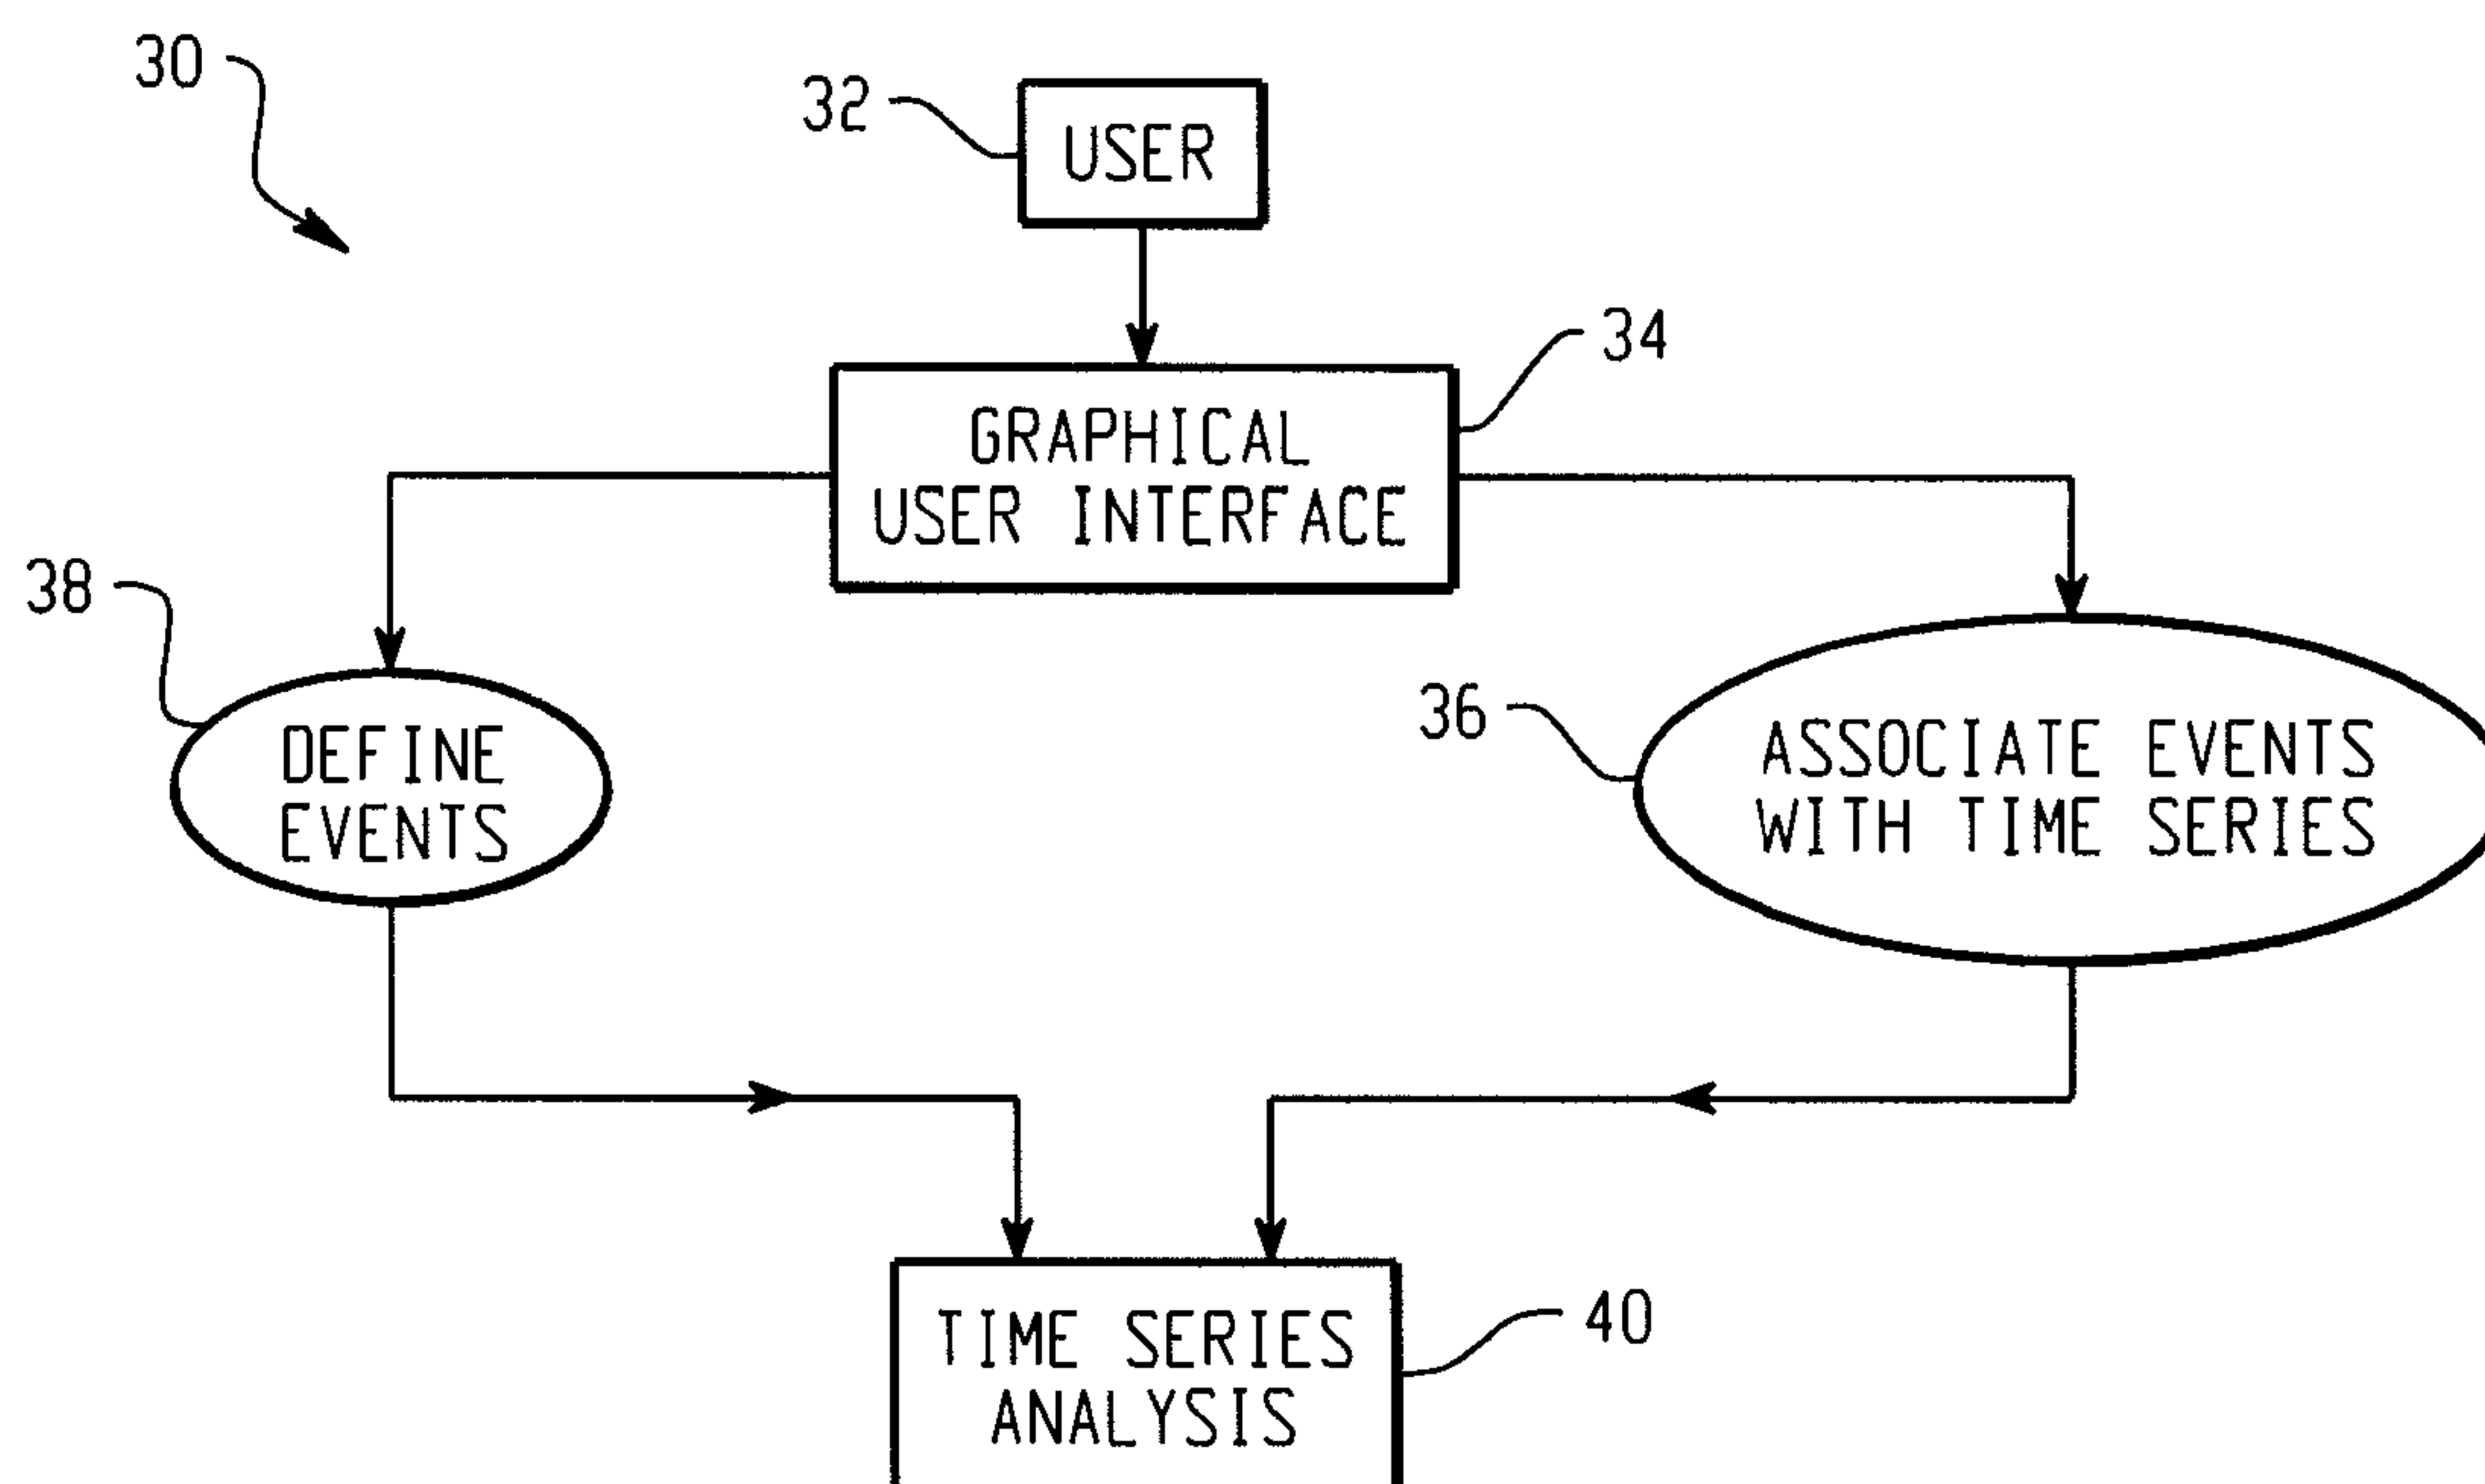 30
32
USER
34
GRAPHICAL
USER INTERFACE
38
DEFINE
EVENTS
36
ASSOCIATE EVENTS
WITH TIME SERIES
40
TIME SERIES
ANALYSIS